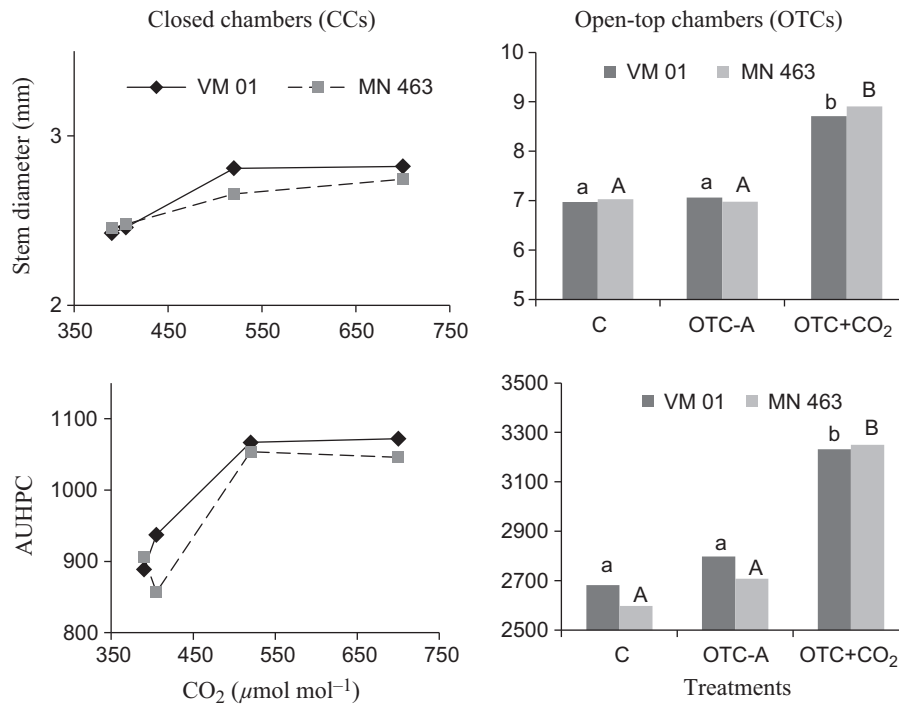 Closed chambers (CCs)
Open-top chambers (OTCs)
Stem diameter (mm)
3
2
VM 01
MN 463
350
450
550
650
750
10
9
8
7
6
5
VM 01
MN 463
a
A
a
A
b
B
C
OTC-A
OTC+CO₂
AUHPC
1100
1000
900
800
350
450
550
650
750
CO₂ (μmol mol⁻¹)
3500
3300
3100
2900
2700
2500
VM 01
MN 463
a
A
a
A
b
B
C
OTC-A
OTC+CO₂
Treatments